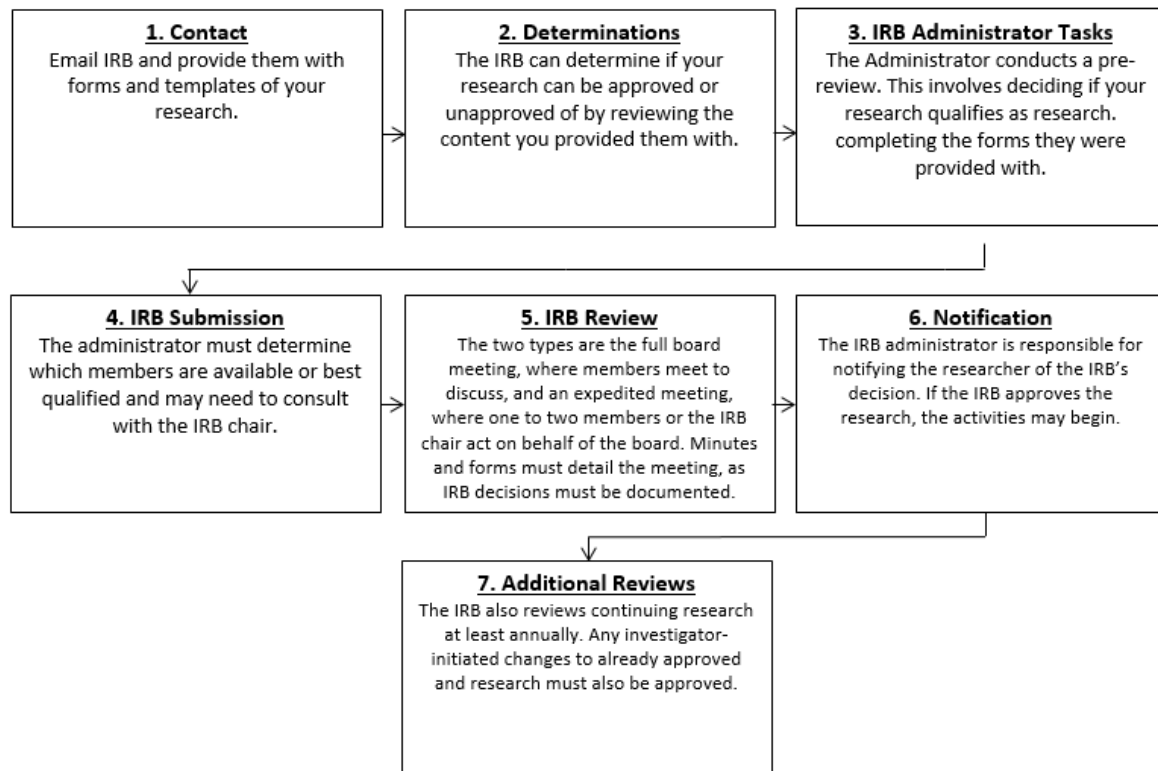 1. Contact
Email IRB and provide them with
forms and templates of your
research.
2. Determinations
The IRB can determine if your
research can be approved or
unapproved of by reviewing the
content you provided them with.
3. IRB Administrator Tasks
The Administrator conducts a pre-
review. This involves deciding if your
research qualifies as research.
completing the forms they were
provided with.
4. IRB Submission
The administrator must determine
which members are available or best
qualified and may need to consult
with the IRB chair.
5. IRB Review
The two types are the full board
meeting, where members meet to
discuss, and an expedited meeting,
where one to two members or the IRB
chair act on behalf of the board. Minutes
and forms must detail the meeting, as
IRB decisions must be documented.
6. Notification
The IRB administrator is responsible for
notifying the researcher of the IRB’s
decision. If the IRB approves the
research, the activities may begin.
7. Additional Reviews
The IRB also reviews continuing research
at least annually. Any investigator-
initiated changes to already approved
and research must also be approved.